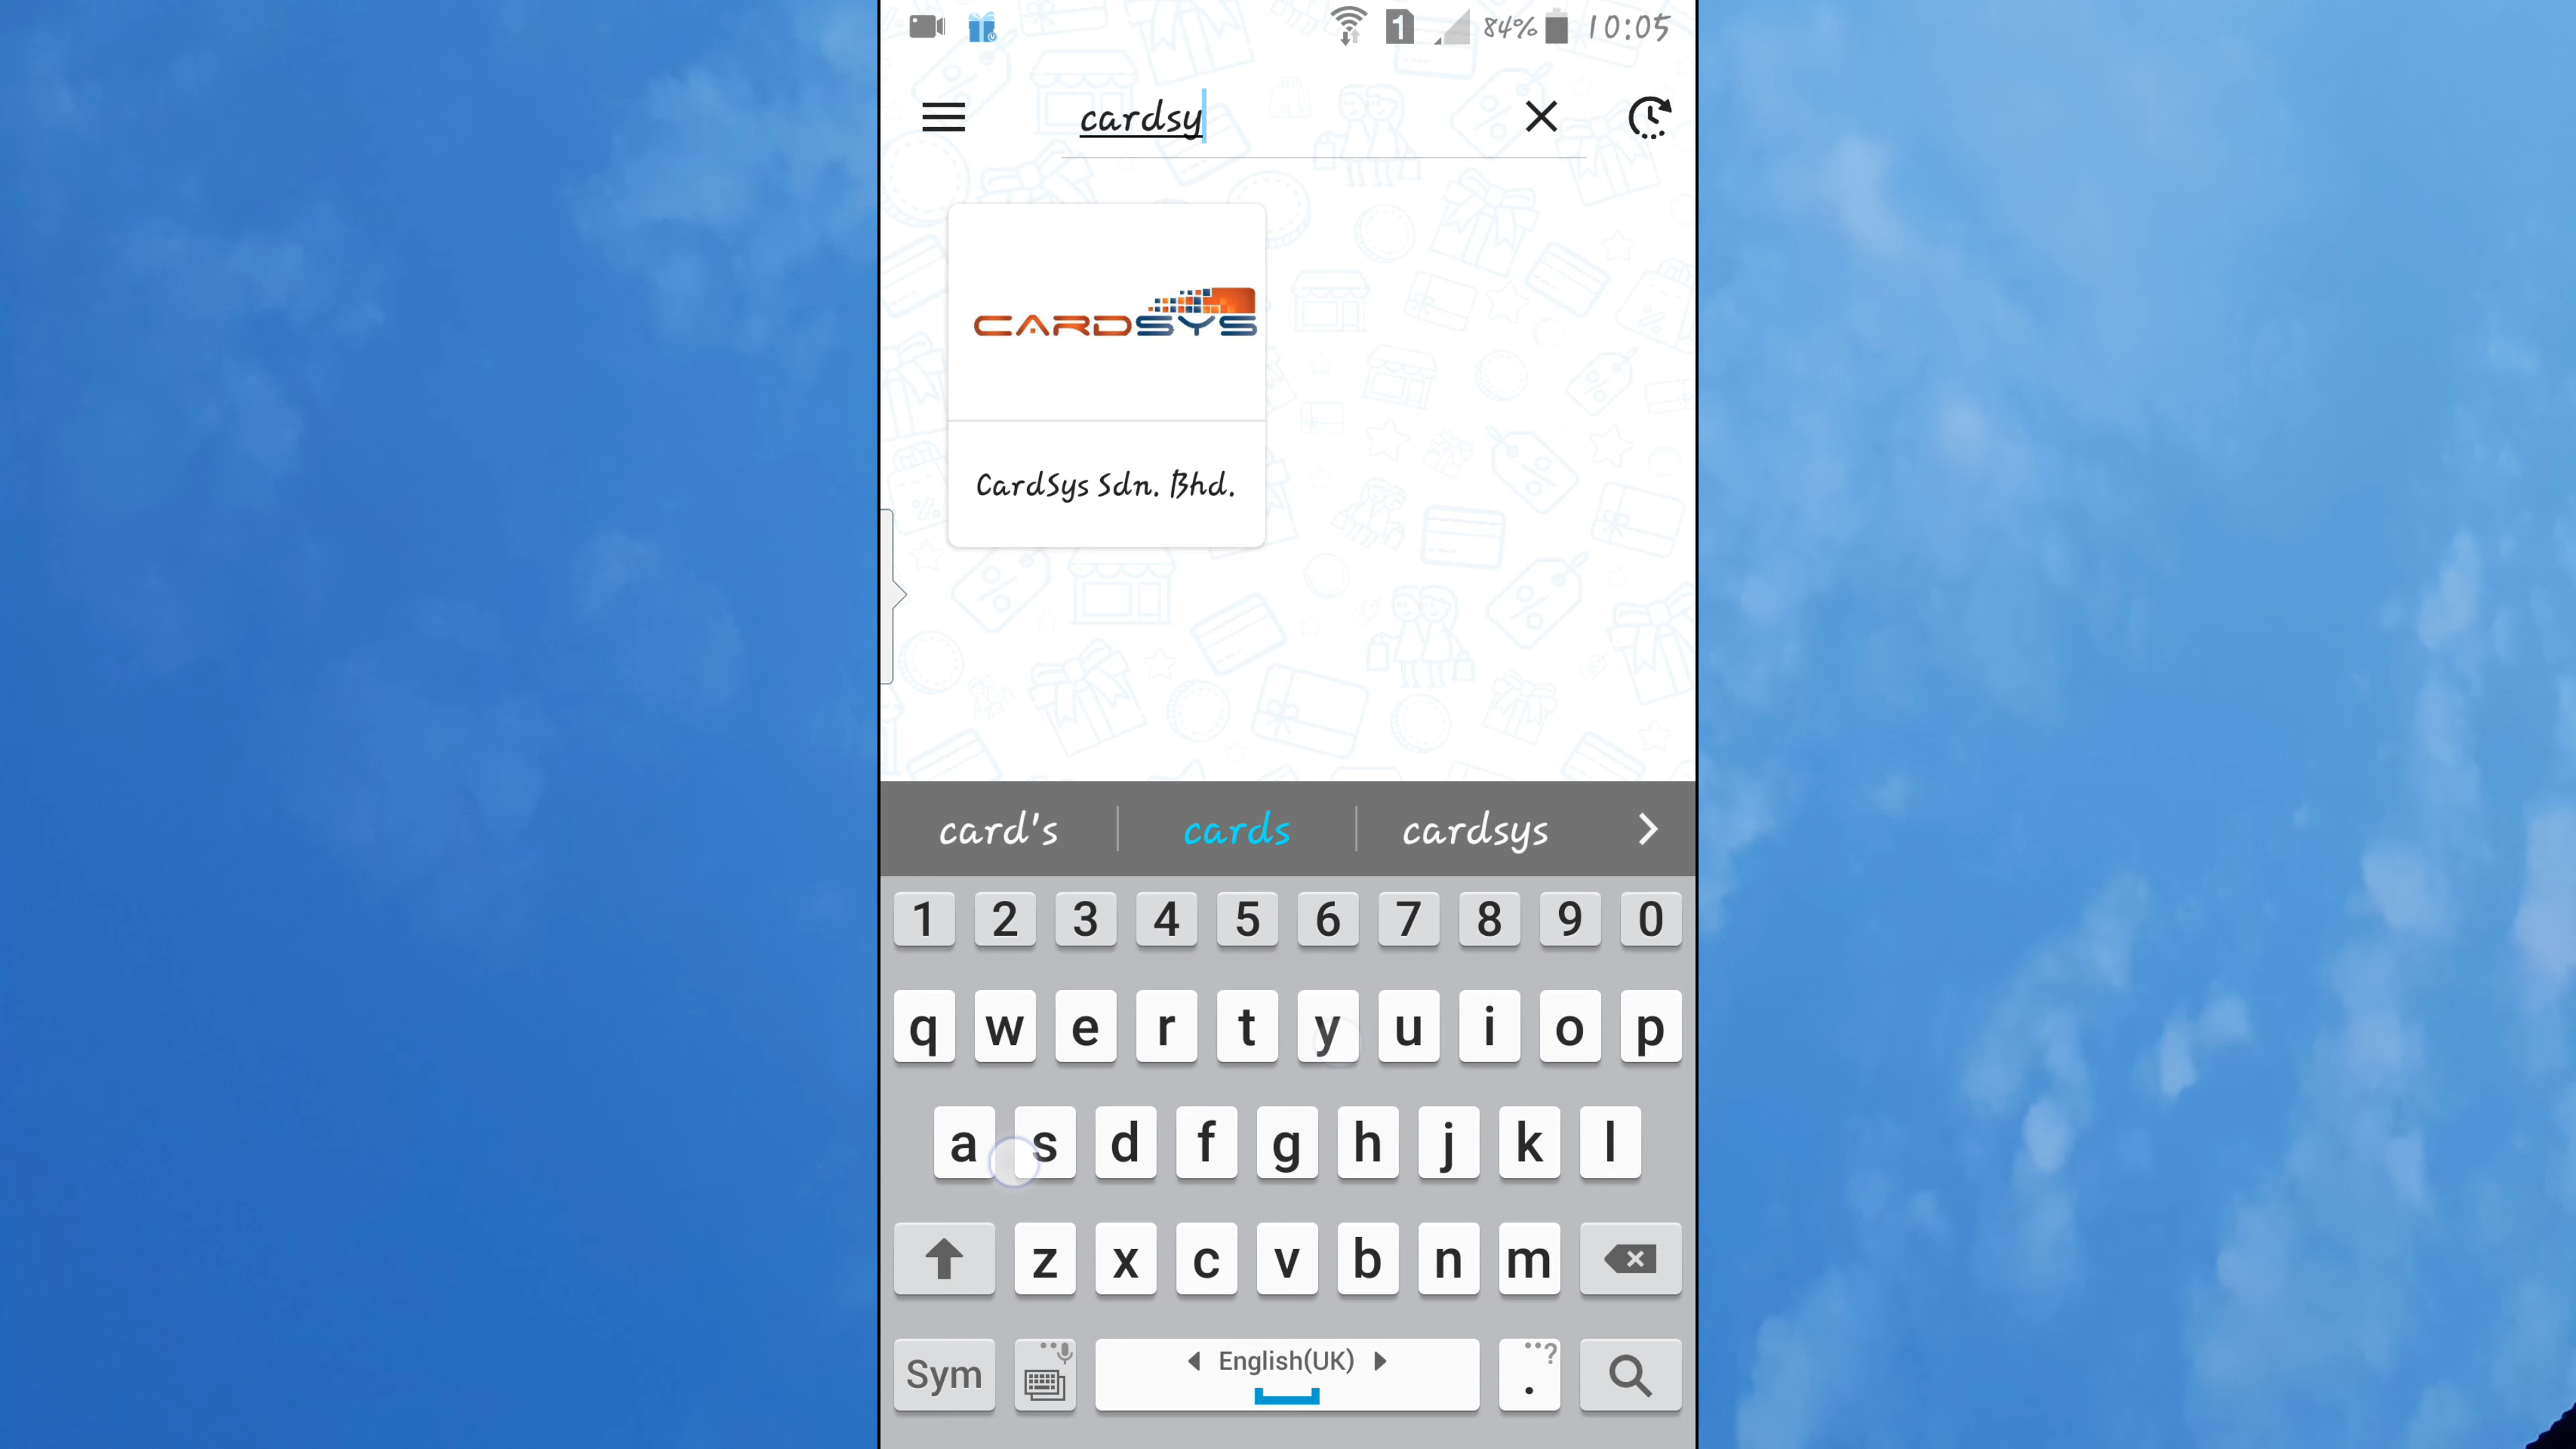 1 84% 10:05
cardsy
CARDSYS
CardSys Sdn. Bhd.
card's cards cardsys
1 2 3 4 5 6 7 8 9 0
q w e r t y u i o p
a s d f g h j k l
z x c v b n m
Sym English(UK) . ?